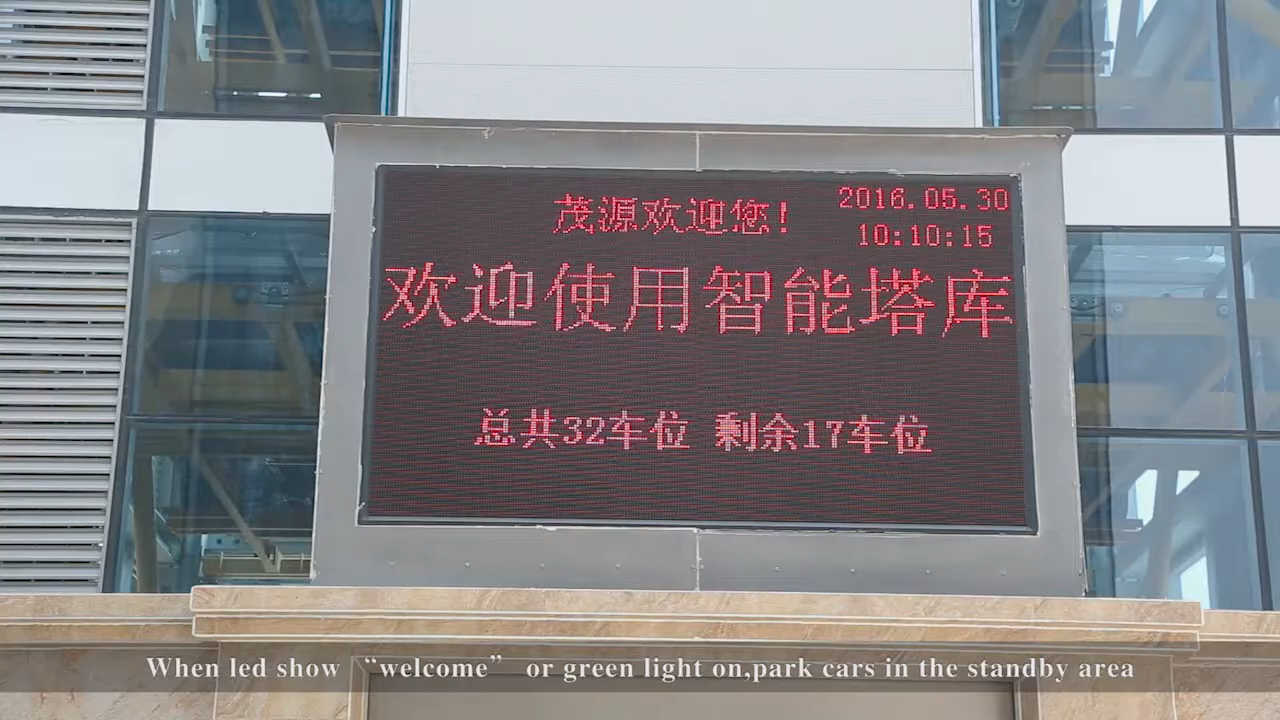 茂源欢迎您!
2016.05.30
10:10:15
欢迎使用智能塔库
总共32车位 剩余17车位
When led show “welcome” or green light on,park cars in the standby area